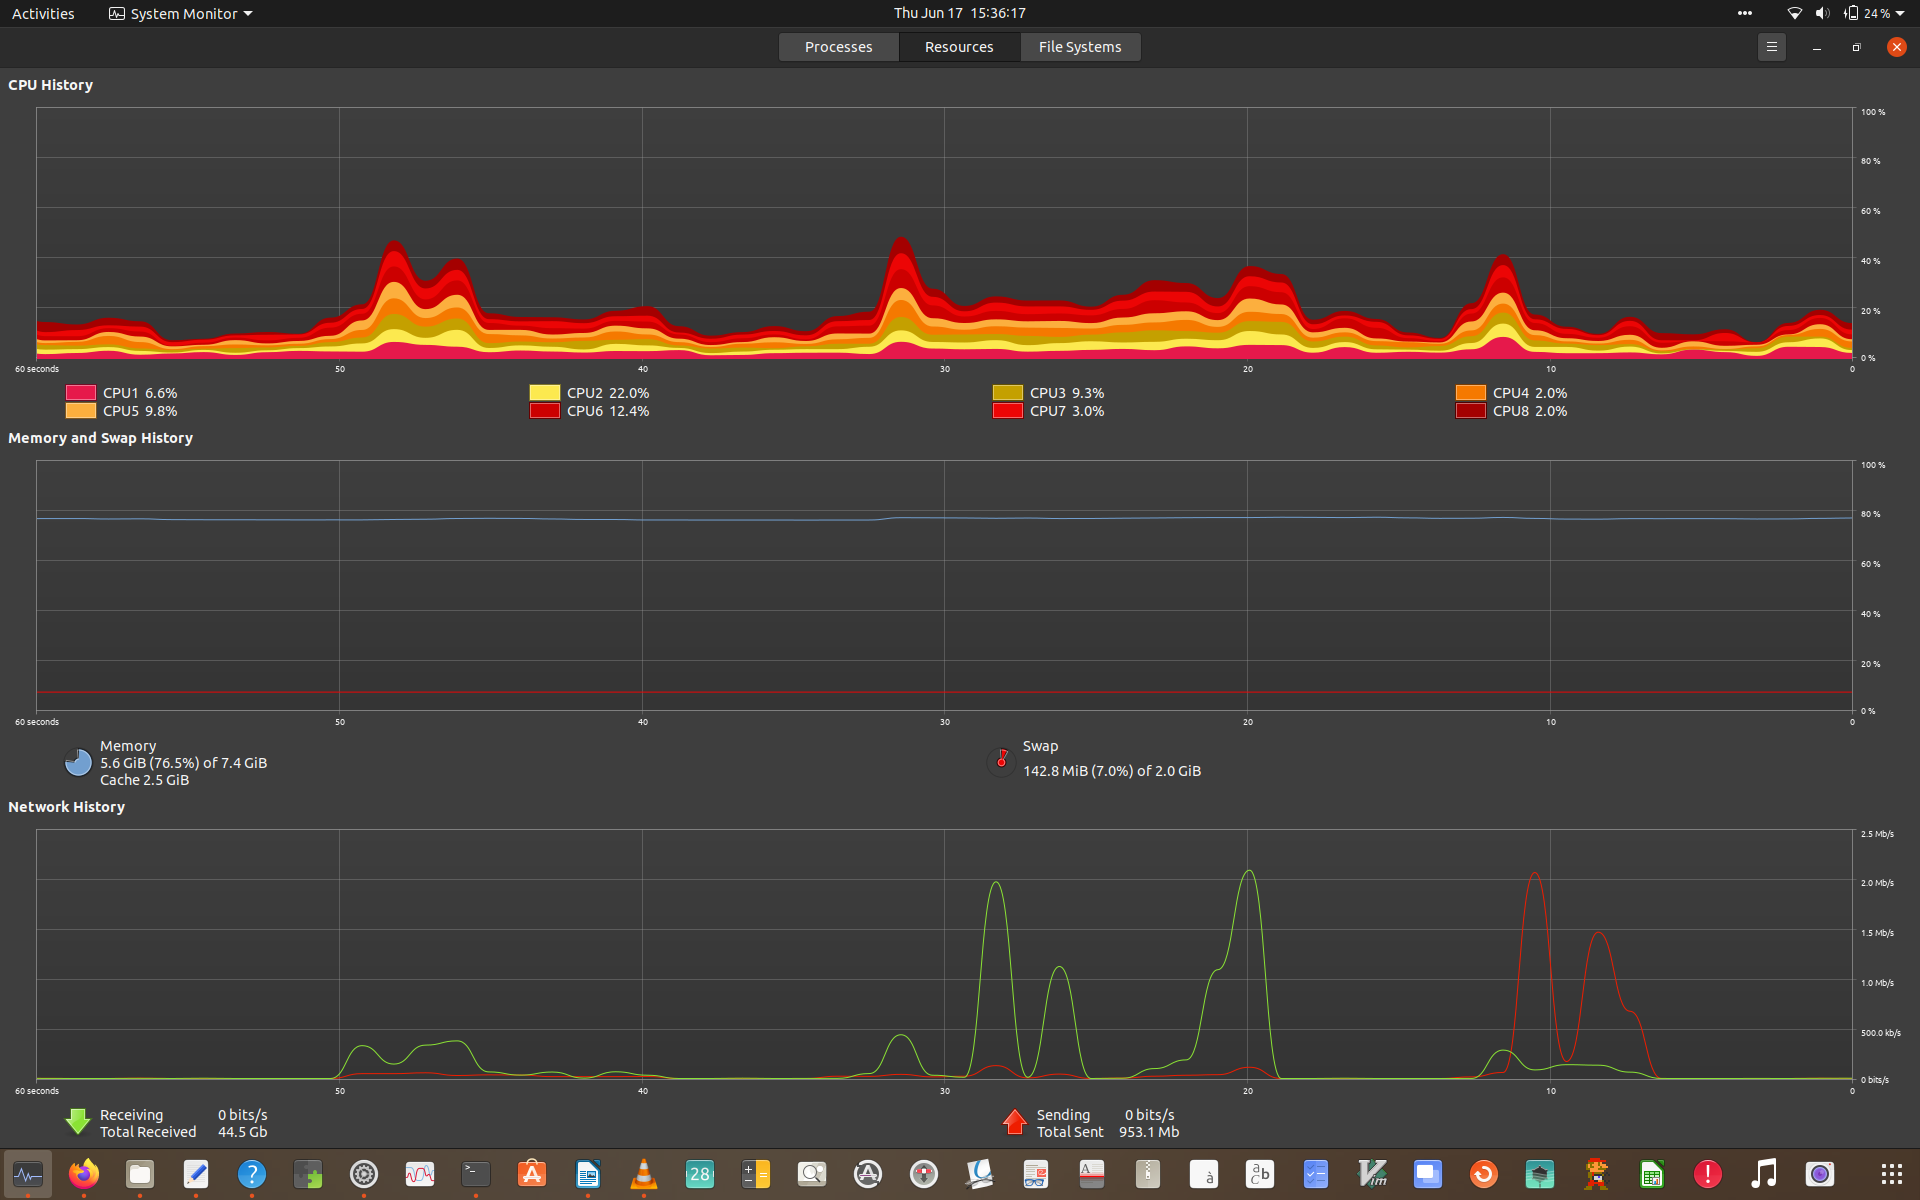 Activities System Monitor Thu Jun 17 15:36:17 24 %
Processes Resources File Systems
CPU History
100 %
80 %
60 %
40 %
20 %
0 %
60 seconds 50 40 30 20 10 0
CPU1 6.6% CPU2 22.0% CPU3 9.3% CPU4 2.0%
CPU5 9.8% CPU6 12.4% CPU7 3.0% CPU8 2.0%
Memory and Swap History
100 %
80 %
60 %
40 %
20 %
0 %
60 seconds 50 40 30 20 10 0
Memory
5.6 GiB (76.5%) of 7.4 GiB
Cache 2.5 GiB
Swap
142.8 MiB (7.0%) of 2.0 GiB
Network History
2.5 Mb/s
2.0 Mb/s
1.5 Mb/s
1.0 Mb/s
500.0 kb/s
0 bits/s
60 seconds 50 40 30 20 10 0
Receiving 0 bits/s
Total Received 44.5 Gb
Sending 0 bits/s
Total Sent 953.1 Mb
? >_ A 28 A à a b c Vim !